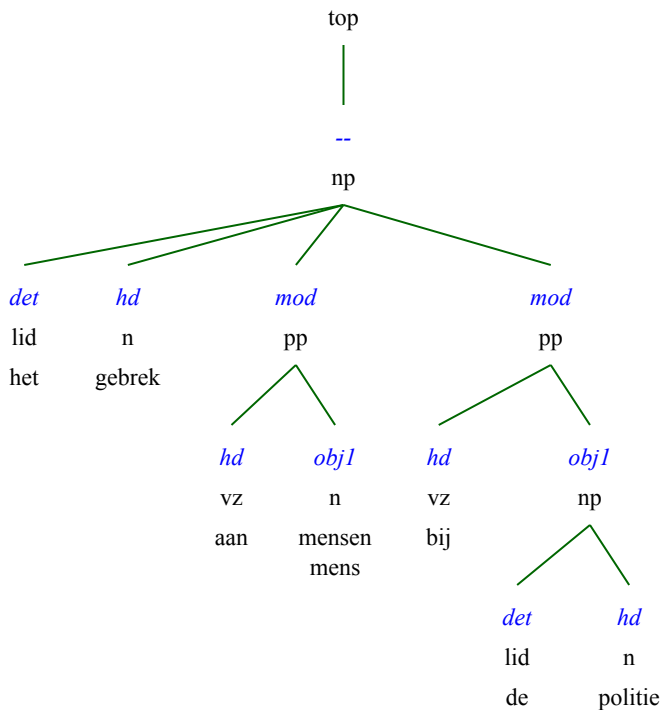 top
--
np
det hd mod mod
lid n pp pp
het gebrek
hd obj1 hd obj1
vz n vz np
aan mensen bij
mens
det hd
lid n
de politie